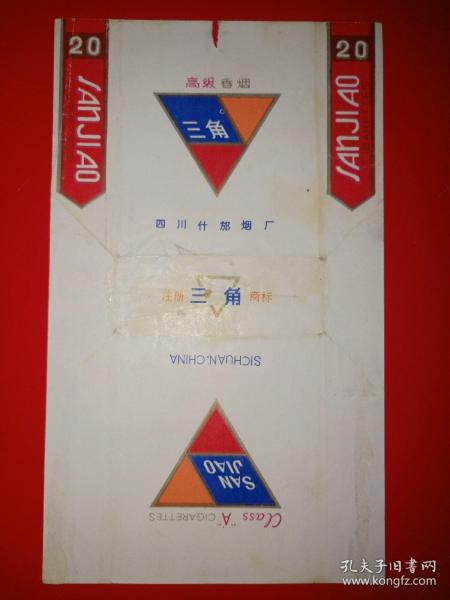 20
SANJIAO
20
SANJIAO
CIGARETTES
高级香烟
三角
四川什邡烟厂
注册 三角 商标
SICHUAN.CHINA
SAN
JIAO
Class "A" CIGARETTES
孔夫子旧书网
www.kongfz.com